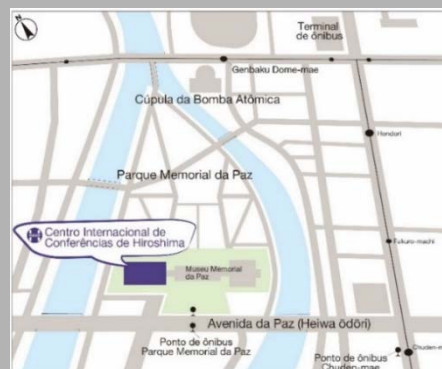 N
Terminal
de ônibus
Genbaku Dome-mae
Cúpula da Bomba Atômica
Hondori
Parque Memorial da Paz
Centro Internacional de
Conferências de Hiroshima
Fukuro-machi
Museu Memorial
da Paz
Avenida da Paz (Heiwa ōdōri)
Ponto de ônibus
Parque Memorial da Paz
Ponto de ônibus
Chuden-mae